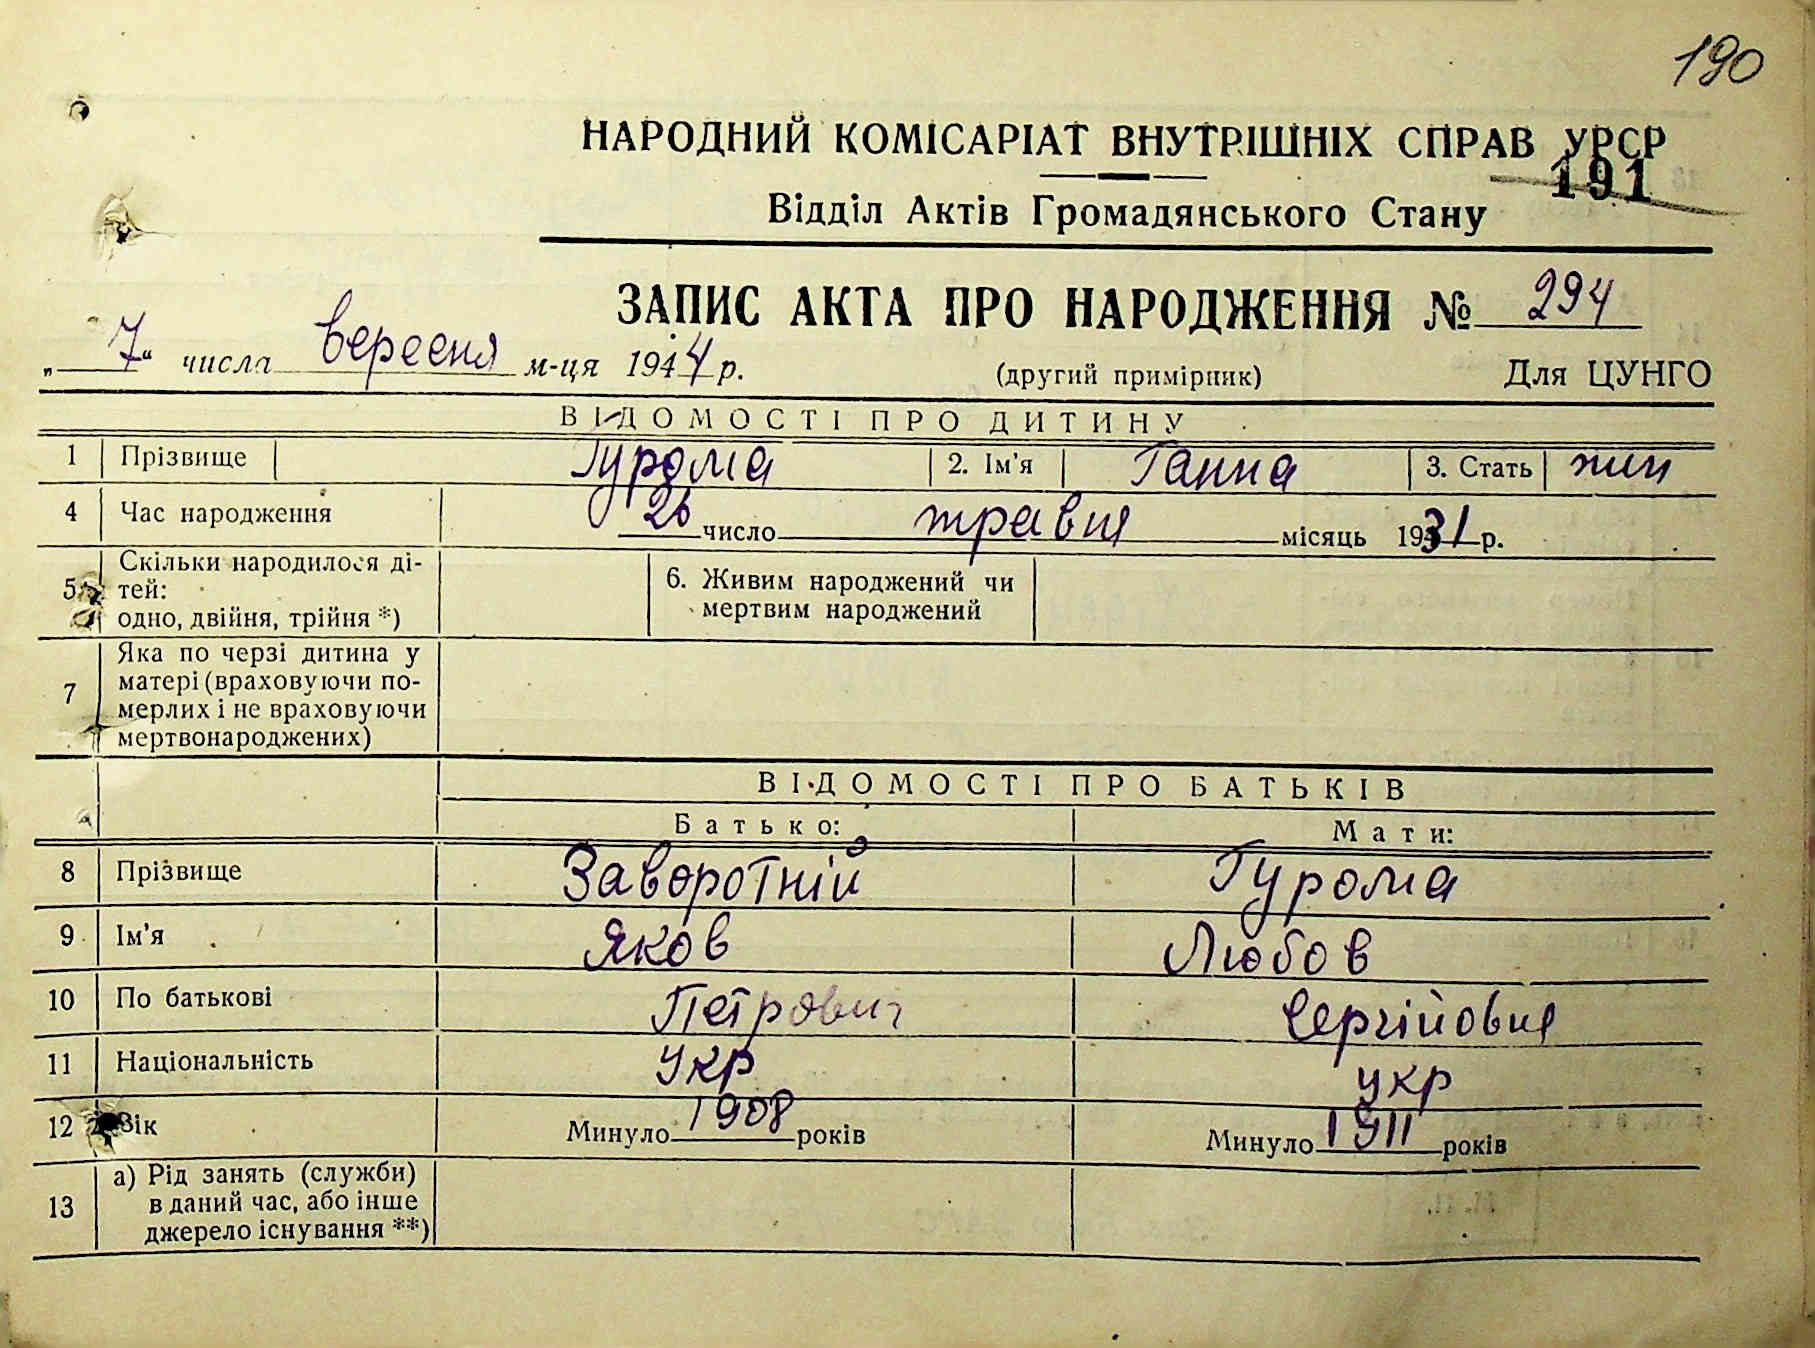 190
НАРОДНИЙ КОМІСАРІАТ ВНУТРІШНІХ СПРАВ УРСР
191
Відділ Актів Громадянського Стану
ЗАПИС АКТА ПРО НАРОДЖЕННЯ № 294
„ 7 “ числа вересня м-ця 1944 р. (другий примірник) Для ЦУНГО
ВІДОМОСТІ ПРО ДИТИНУ
1 Прізвище Гурома 2. Ім'я Ганна 3. Стать жін
4 Час народження 26 число травня місяць 1931 р.
5 Скільки народилося ді-
тей:
одно, двійня, трійня *)
6. Живим народжений чи
мертвим народжений
7 Яка по черзі дитина у
матері (враховуючи по-
мерлих і не враховуючи
мертвонароджених)
ВІДОМОСТІ ПРО БАТЬКІВ
Батько: Мати:
8 Прізвище Заворотній Гурома
9 Ім'я Яков Любов
10 По батькові Петрович Сергійовня
11 Національність Укр укр
12 Вік Минуло 1908 років Минуло 1911 років
13 а) Рід занять (служби)
в даний час, або інше
джерело існування **)